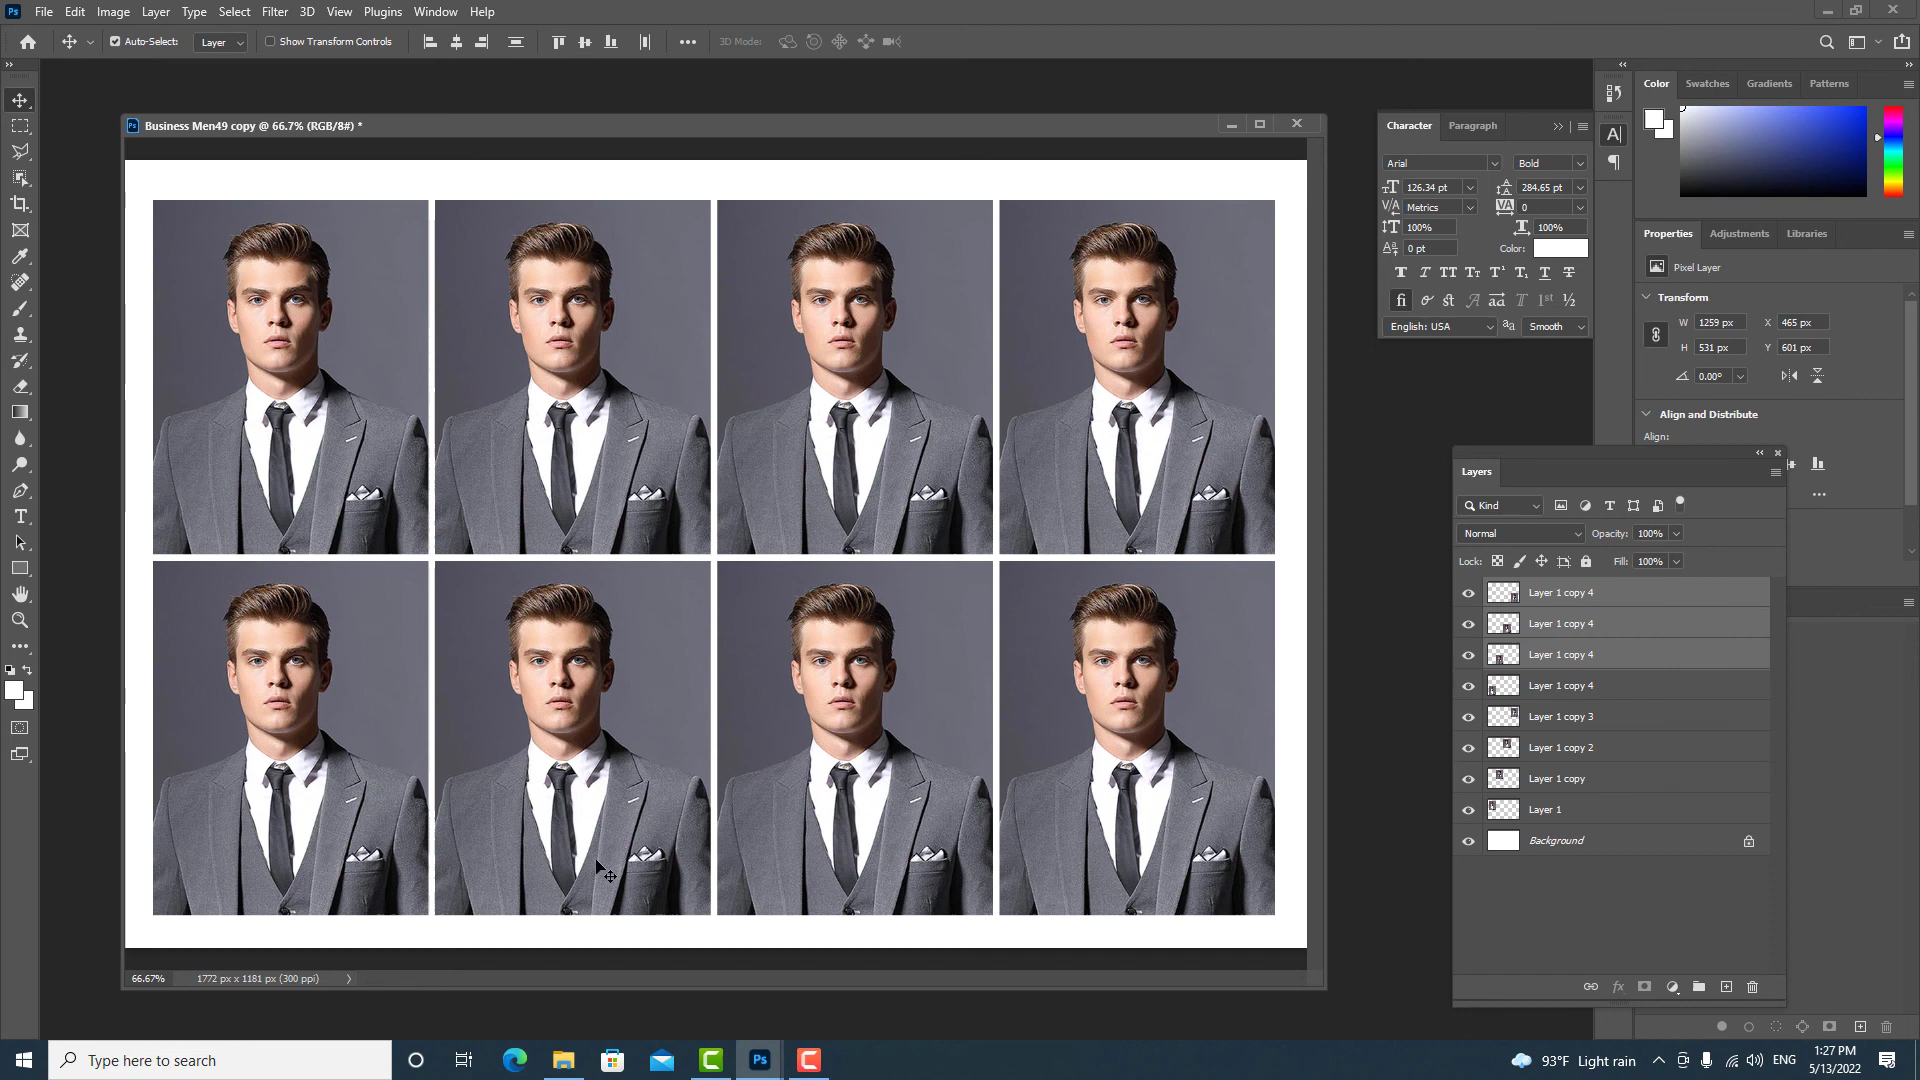 Ps File Edit Image Layer Type Select Filter 3D View Plugins Window Help
Auto-Select: Layer Show Transform Controls 3D Mode:
Business Men49 copy @ 66.7% (RGB/8#) *
Character Paragraph
Arial Bold
126.34 pt 284.65 pt
Metrics 0
100% 100%
0 pt Color:
English: USA Smooth
Color Swatches Gradients Patterns
Properties Adjustments Libraries
Pixel Layer
Transform
W 1259 px X 465 px
H 531 px Y 601 px
0.00°
Align and Distribute
Align:
Layers
Kind
Normal Opacity: 100%
Lock: Fill: 100%
Layer 1 copy 4
Layer 1 copy 4
Layer 1 copy 4
Layer 1 copy 4
Layer 1 copy 3
Layer 1 copy 2
Layer 1 copy
Layer 1
Background
66.67% 1772 px x 1181 px (300 ppi)
Type here to search
Ps
93°F Light rain ENG
1:27 PM
5/13/2022